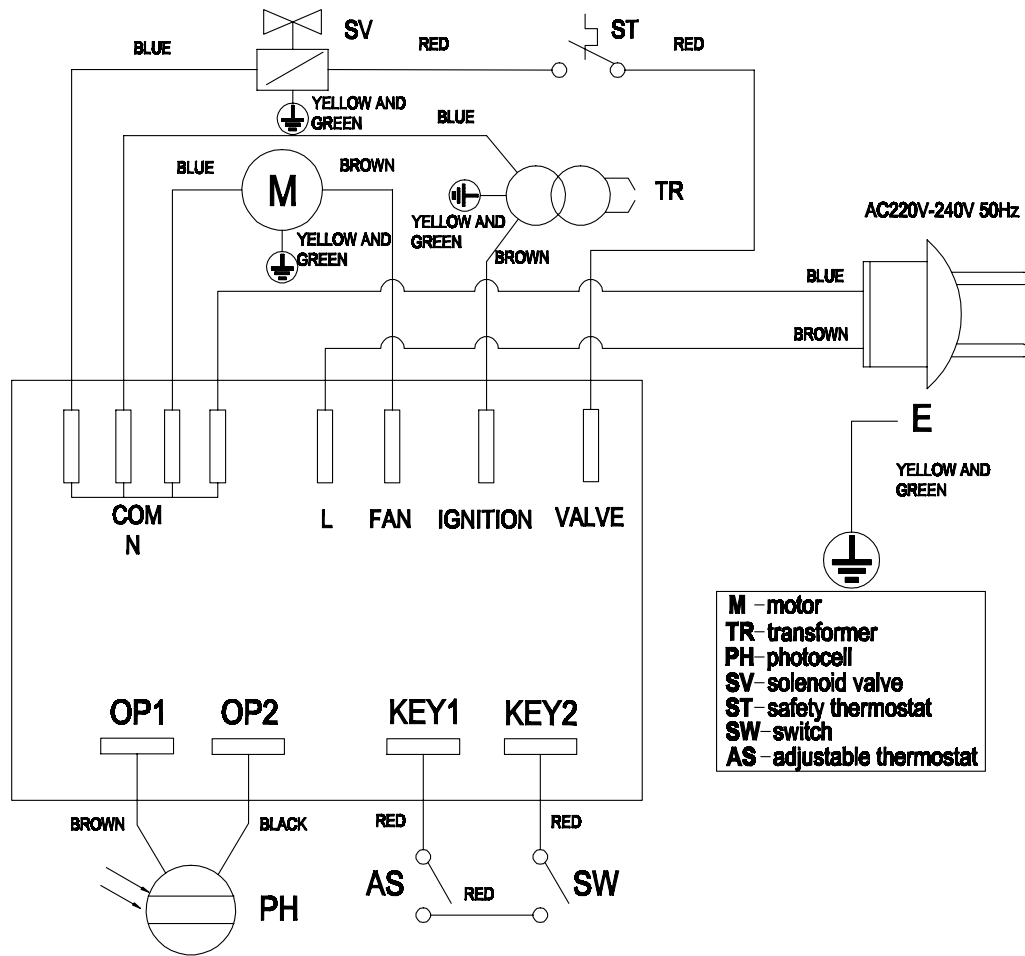 SV
ST
BLUE
RED
RED
YELLOW AND
GREEN
BLUE
BLUE
BROWN
M
TR
YELLOW AND
GREEN
YELLOW AND
GREEN
BROWN
AC220V-240V 50Hz
BLUE
BROWN
E
YELLOW AND
GREEN
COM
N
L
FAN
IGNITION
VALVE
M-motor
TR-transformer
PH-photocell
SV-solenoid valve
ST-safety thermostat
SW-switch
AS-adjustable thermostat
OP1
OP2
KEY1
KEY2
BROWN
BLACK
RED
RED
PH
AS
RED
SW